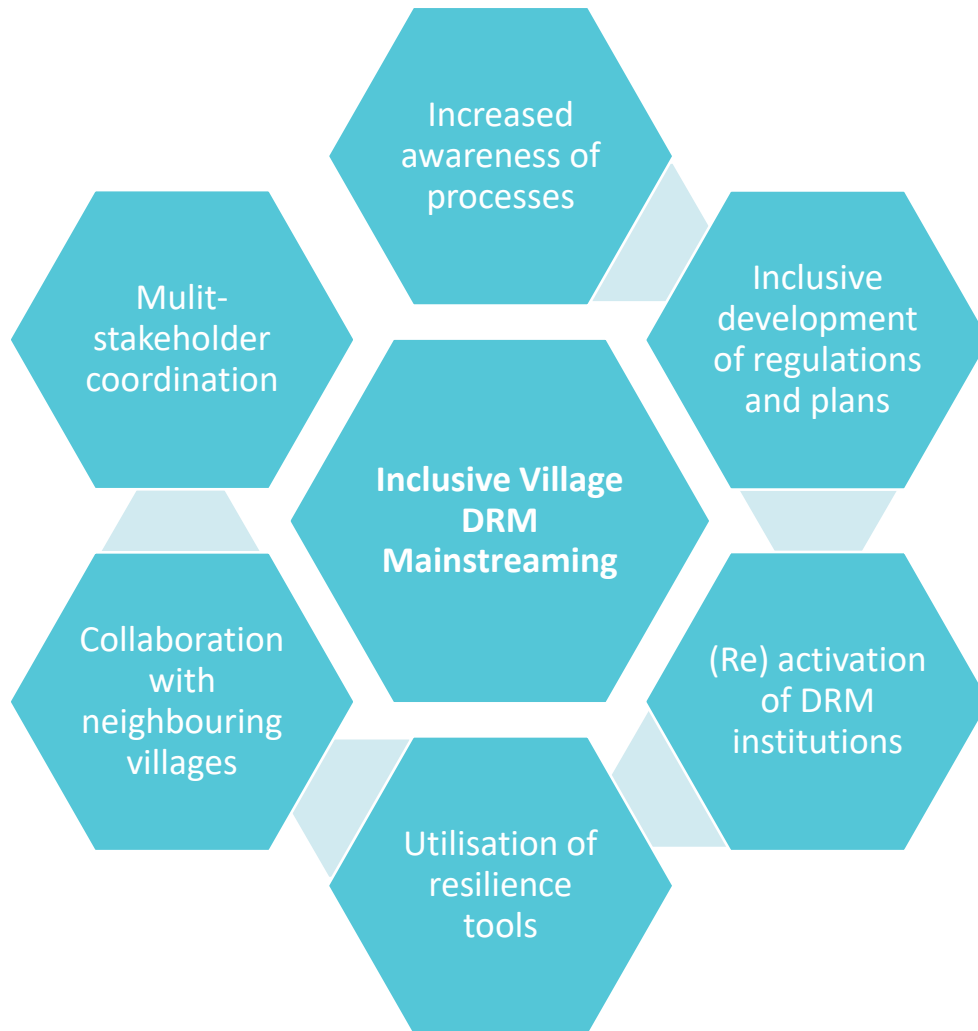 Increased
awareness of
processes
Inclusive
development
of regulations
and plans
(Re) activation
of DRM
institutions
Utilisation of
resilience
tools
Collaboration
with
neighbouring
villages
Mulit-
stakeholder
coordination
Inclusive Village
DRM
Mainstreaming